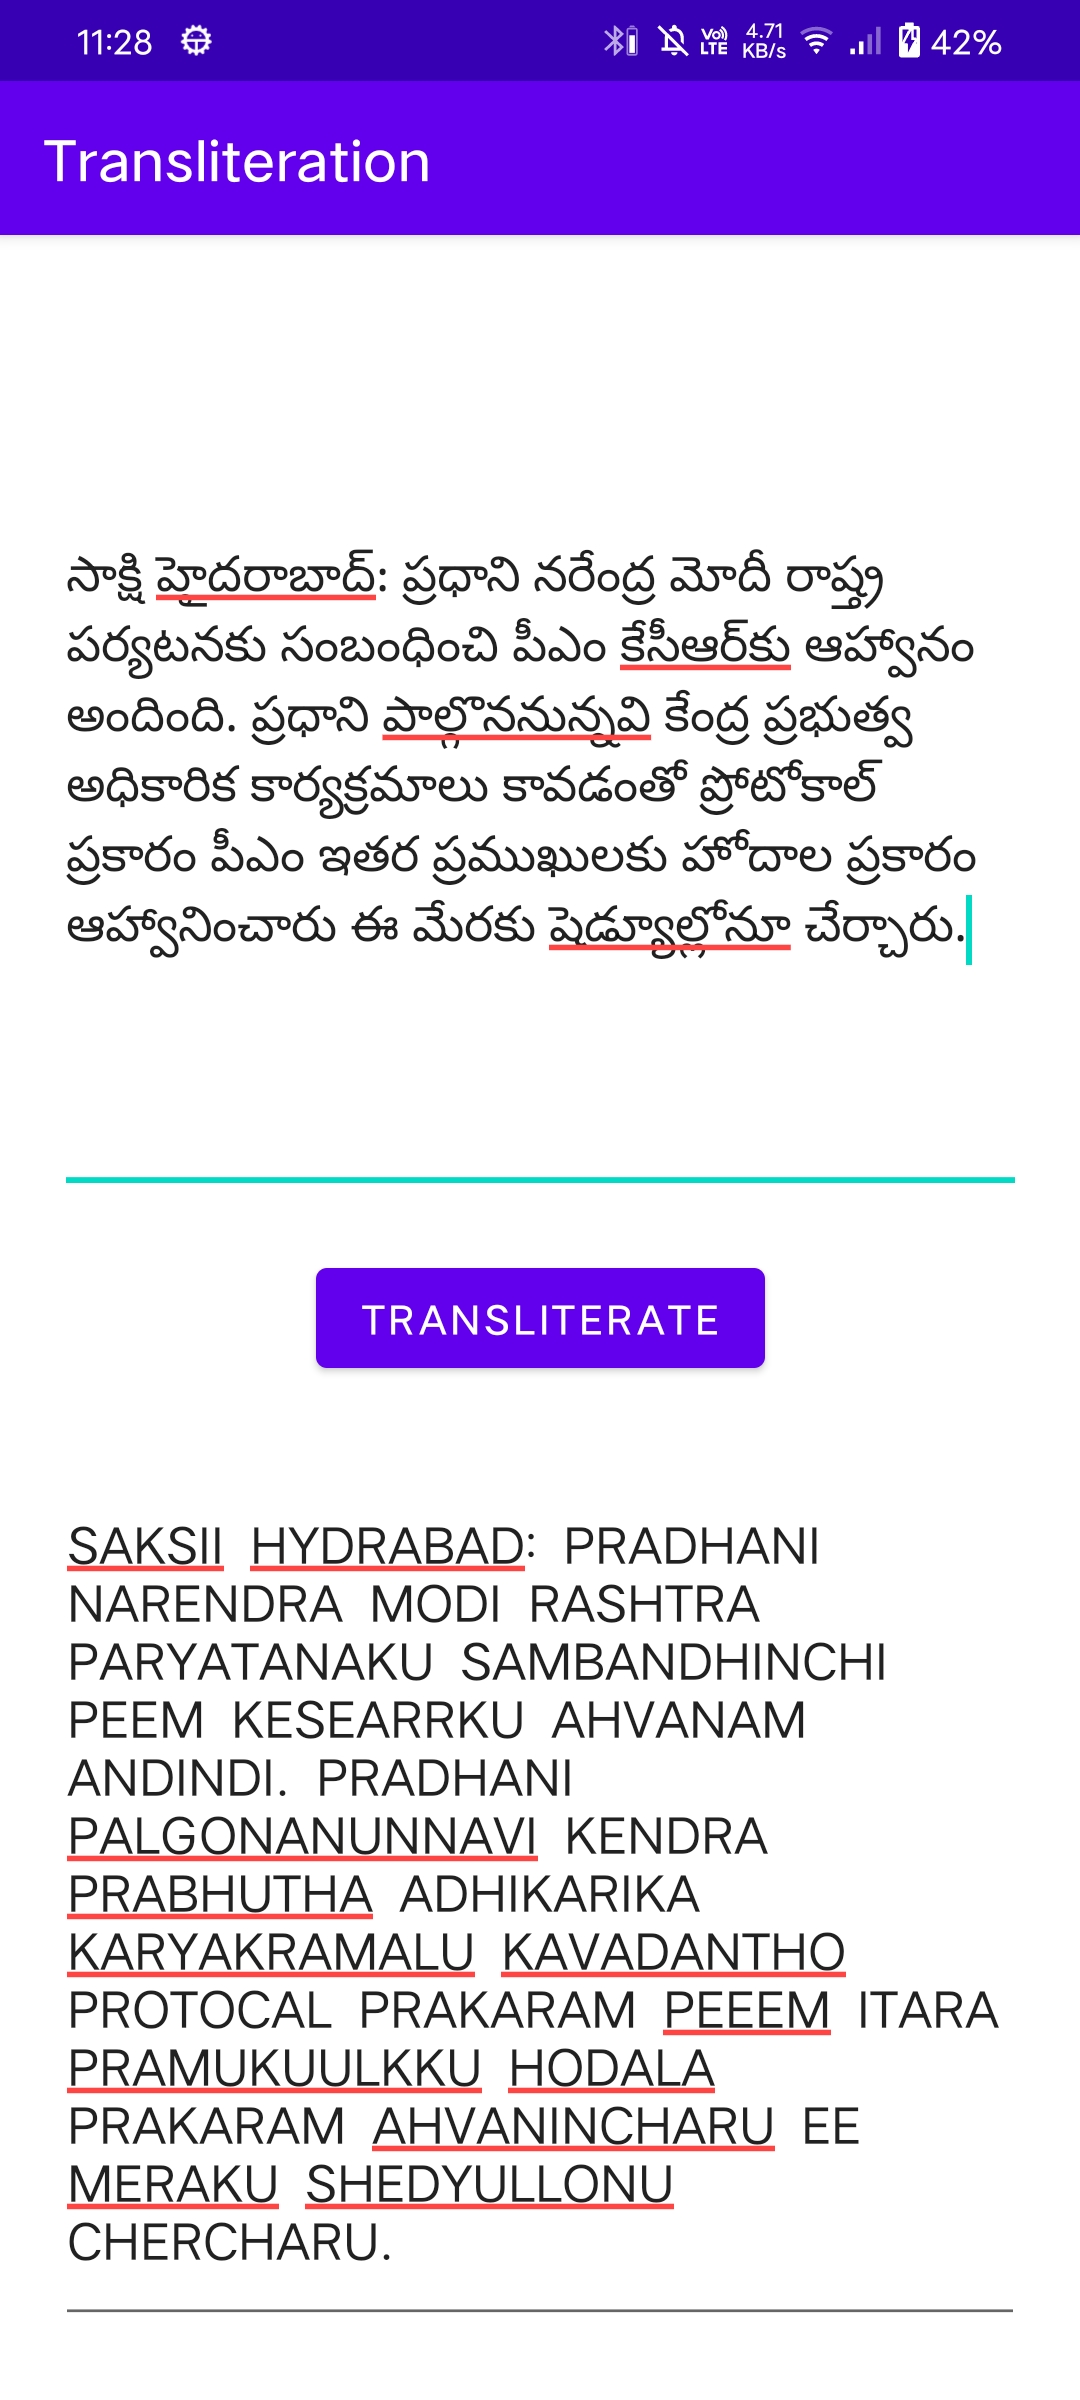 11:28 Vo)) LTE 4.71 KB/s 42%
Transliteration
సాక్షి హైదరాబాద్: ప్రధాని నరేంద్ర మోదీ రాష్ట్ర
పర్యటనకు సంబంధించి పీఎం కేసీఆర్‌కు ఆహ్వానం
అందింది. ప్రధాని పాల్గొననున్నవి కేంద్ర ప్రభుత్వ
అధికారిక కార్యక్రమాలు కావడంతో ప్రోటోకాల్
ప్రకారం పీఎం ఇతర ప్రముఖులకు హోదాల ప్రకారం
ఆహ్వానించారు ఈ మేరకు షెడ్యూల్లోనూ చేర్చారు.
TRANSLITERATE
SAKSII HYDRABAD: PRADHANI
NARENDRA MODI RASHTRA
PARYATANAKU SAMBANDHINCHI
PEEM KESEARRKU AHVANAM
ANDINDI. PRADHANI
PALGONANUNNAVI KENDRA
PRABHUTHA ADHIKARIKA
KARYAKRAMALU KAVADANTHO
PROTOCAL PRAKARAM PEEEM ITARA
PRAMUKUULKKU HODALA
PRAKARAM AHVANINCHARU EE
MERAKU SHEDYULLONU
CHERCHARU.